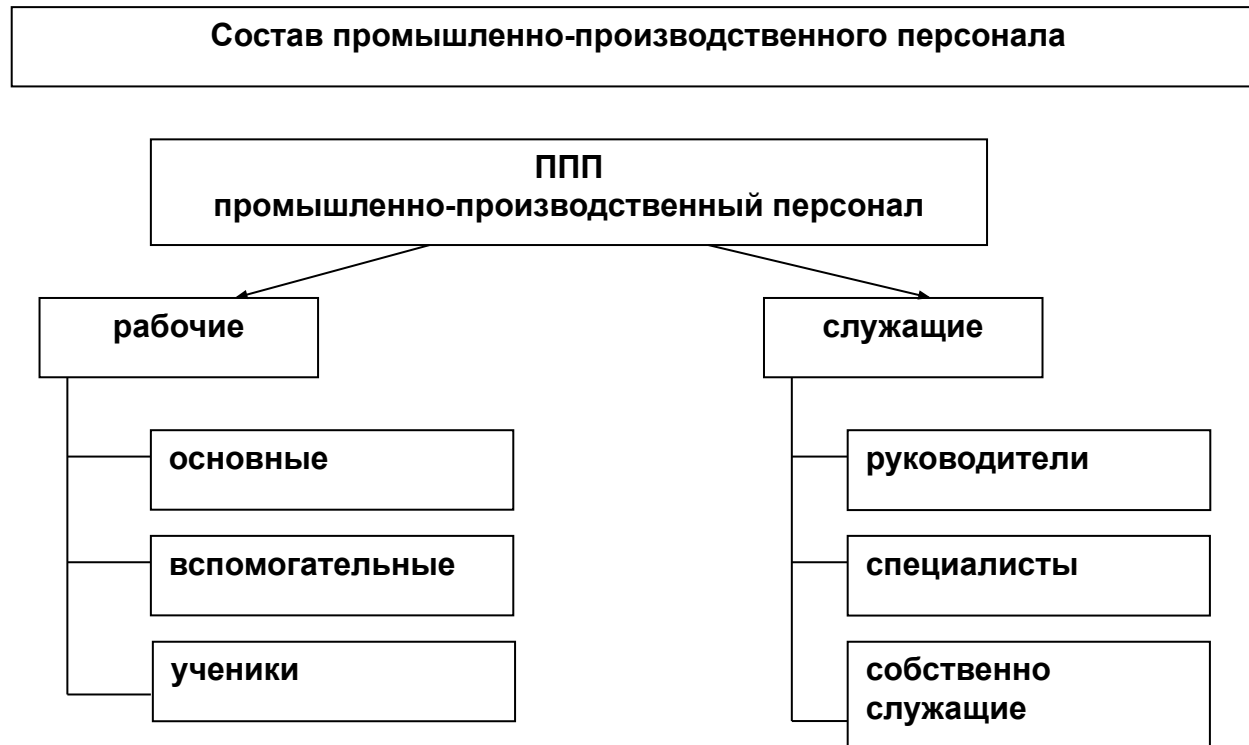 Состав промышленно-производственного персонала
ППП
промышленно-производственный персонал
рабочие
служащие
основные
вспомогательные
ученики
руководители
специалисты
собственно
служащие